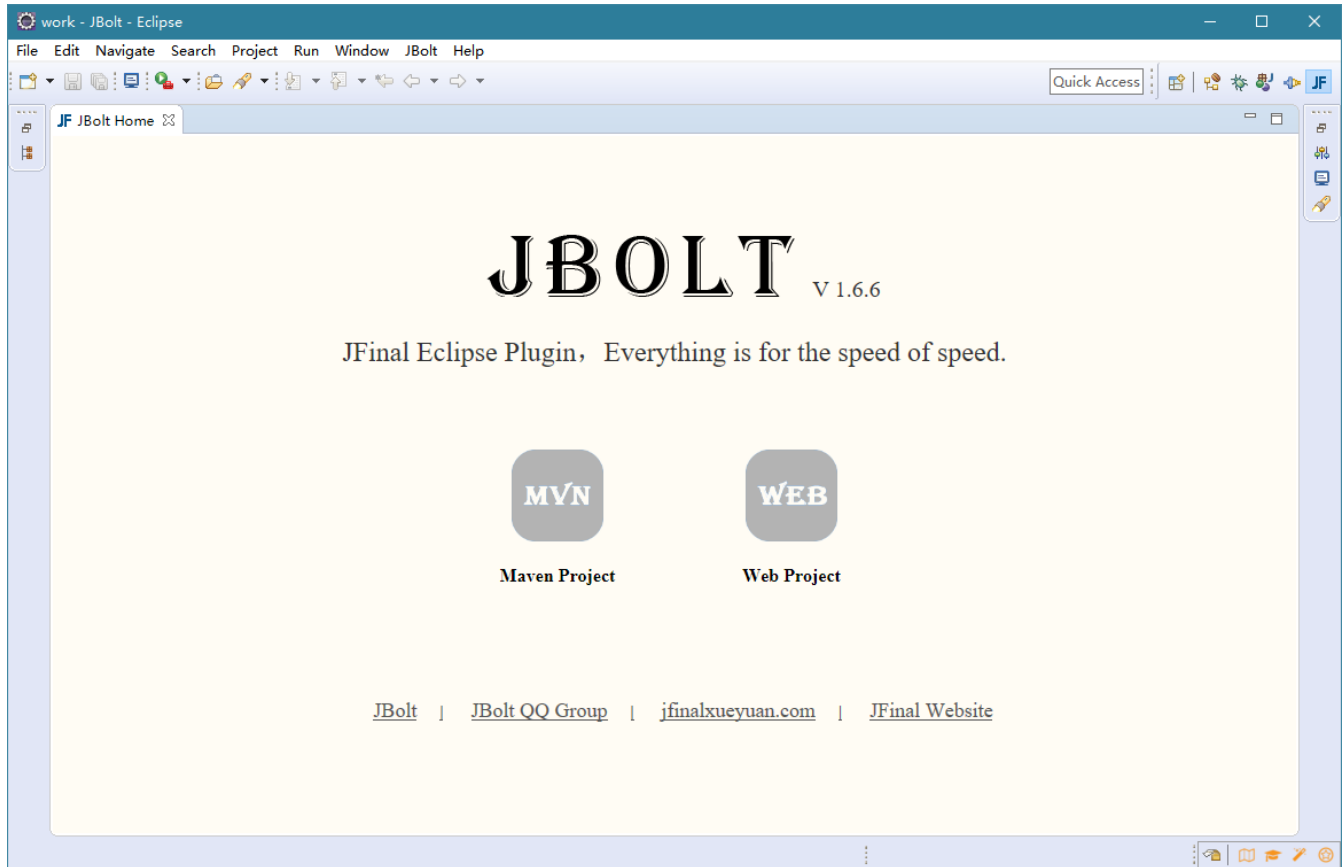 work - JBolt - Eclipse
File Edit Navigate Search Project Run Window JBolt Help
Quick Access
JF
JF JBolt Home
JBOLT V 1.6.6
JFinal Eclipse Plugin，Everything is for the speed of speed.
MVN WEB
Maven Project Web Project
JBolt | JBolt QQ Group | jfinalxueyuan.com | JFinal Website